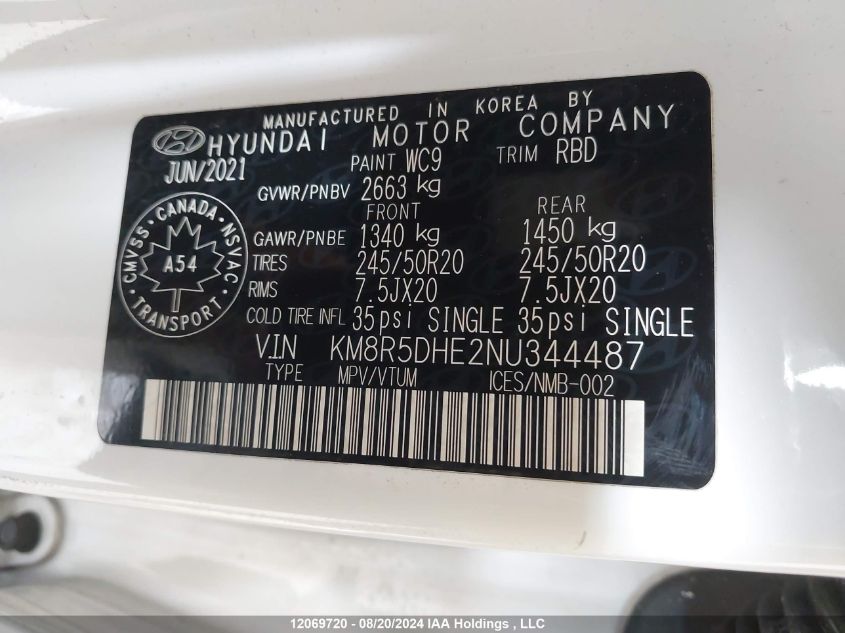 MANUFACTURED IN KOREA BY
HYUNDAI MOTOR COMPANY
JUN/2021 PAINT WC9 TRIM RBD
GVWR/PNBV 2663 kg
FRONT REAR
GAWR/PNBE 1340 kg 1450 kg
TIRES 245/50R20 245/50R20
RIMS 7.5JX20 7.5JX20
COLD TIRE INFL 35psi SINGLE 35psi SINGLE
CMVSS · CANADA · NSVAC
A54
TRANSPORT
V.I.N KM8R5DHE2NU344487
TYPE MPV/VTUM ICES/NMB-002
12069720 - 08/20/2024 IAA Holdings , LLC